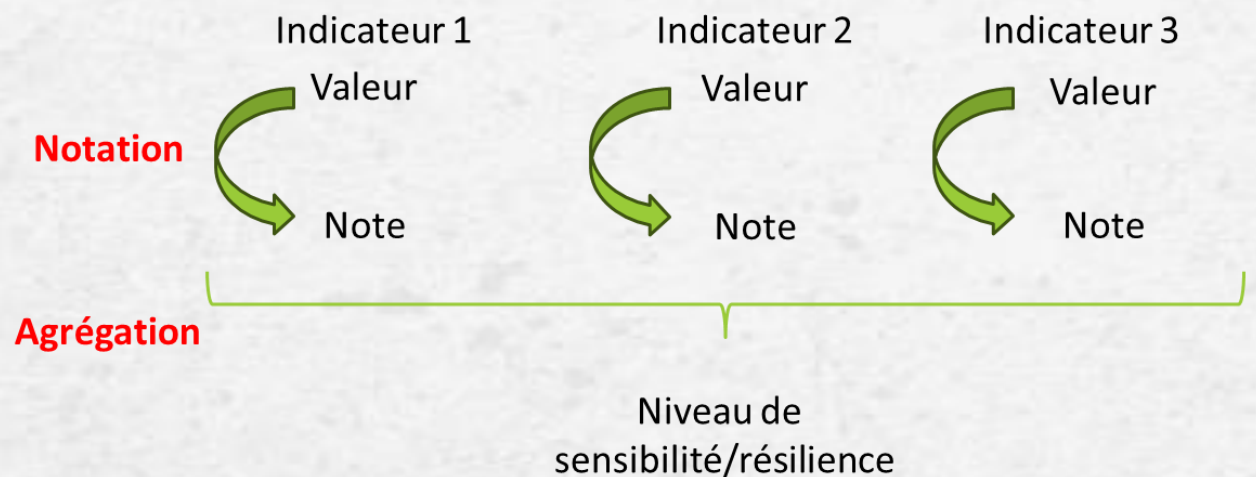 Indicateur 1 Indicateur 2 Indicateur 3
Valeur Valeur Valeur
Notation
Note Note Note
Agrégation
Niveau de
sensibilité/résilience